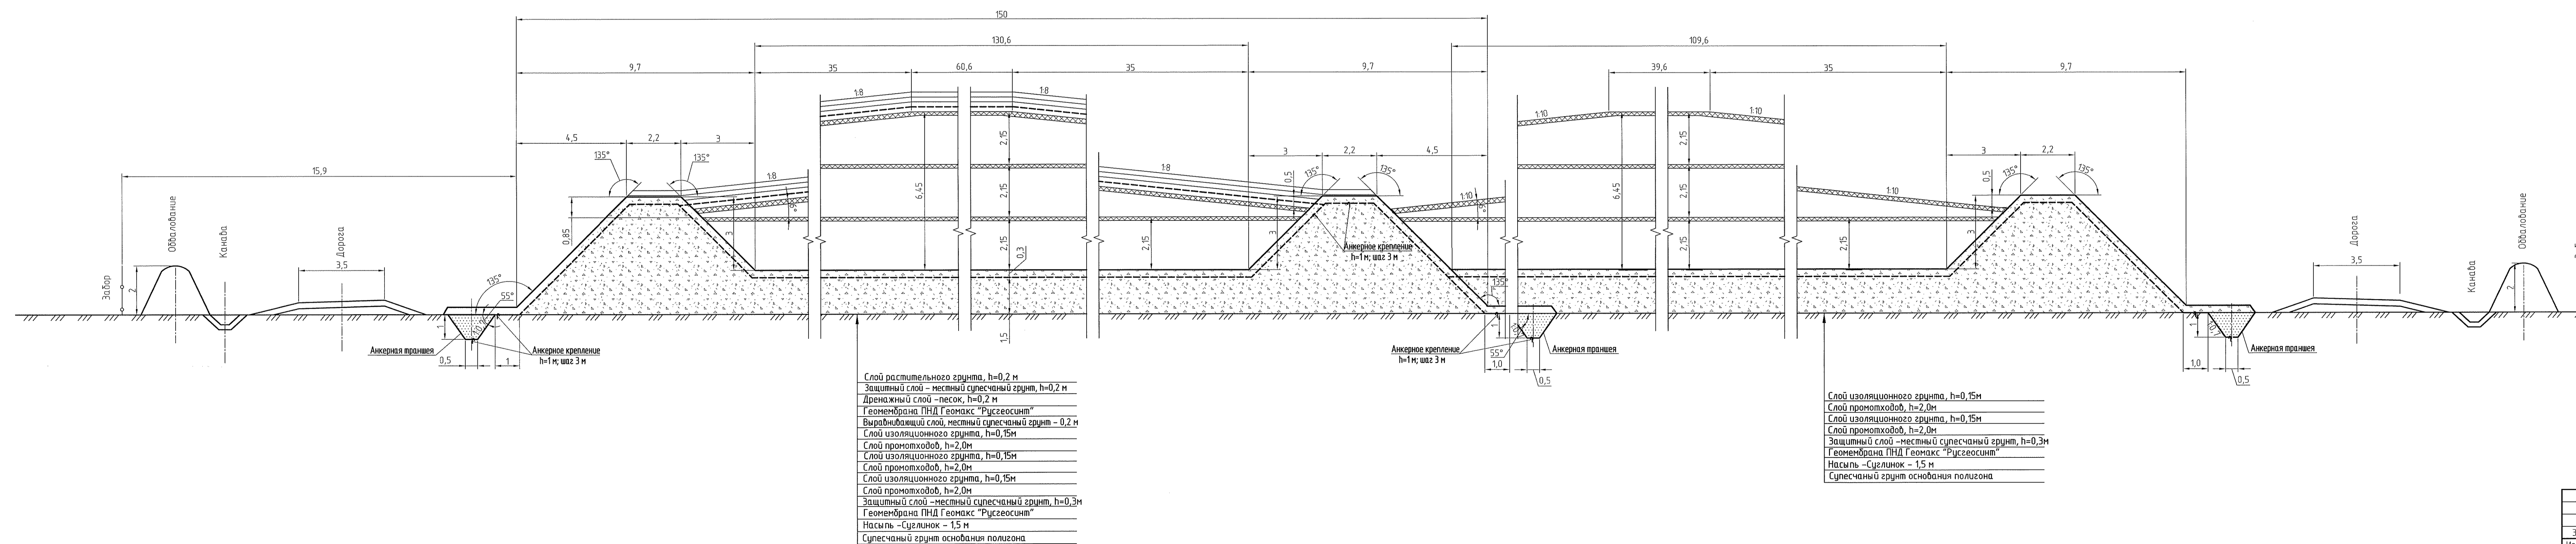 150
130,6
109,6
9,7
35
60,6
35
9,7
39,6
35
9,7
1:8
1:8
1:10
1:10
4,5
2,2
3
2,15
3
2,2
4,5
2,15
3
2,2
135°
135°
15,9
1:8
6,45
2,15
1:8
0,5
135°
135°
1:10
6,45
2,15
1:10
0,5
135°
135°
Обвалование
Канава
Дорога
0,85
3
2,15
0,3
2,15
3
Анкерное крепление
h=1 м; шаг 3 м
2,15
2,15
3
Дорога
Обвалование
Канава
Забор
2
3,5
135°
55°
1
1,5
135°
1
3,5
2
1
Анкерная траншея
0,5
1
Анкерное крепление
h=1 м; шаг 3 м
Анкерное крепление
h=1 м; шаг 3 м
55°
1,0
0,5
Анкерная траншея
1,0
0,5
Анкерная траншея
Слой растительного грунта, h=0,2 м
Защитный слой - местный супесчаный грунт, h=0,2 м
Дренажный слой -песок, h=0,2 м
Геомембрана ПНД Геомакс "Русгеосинт"
Выравнивающий слой, местный супесчаный грунт - 0,2 м
Слой изоляционного грунта, h=0,15м
Слой промотходов, h=2,0м
Слой изоляционного грунта, h=0,15м
Слой промотходов, h=2,0м
Слой изоляционного грунта, h=0,15м
Слой промотходов, h=2,0м
Защитный слой -местный супесчаный грунт, h=0,3м
Геомембрана ПНД Геомакс "Русгеосинт"
Насыпь -Суглинок - 1,5 м
Супесчаный грунт основания полигона
Слой изоляционного грунта, h=0,15м
Слой промотходов, h=2,0м
Слой изоляционного грунта, h=0,15м
Слой промотходов, h=2,0м
Защитный слой -местный супесчаный грунт, h=0,3м
Геомембрана ПНД Геомакс "Русгеосинт"
Насыпь -Суглинок - 1,5 м
Супесчаный грунт основания полигона